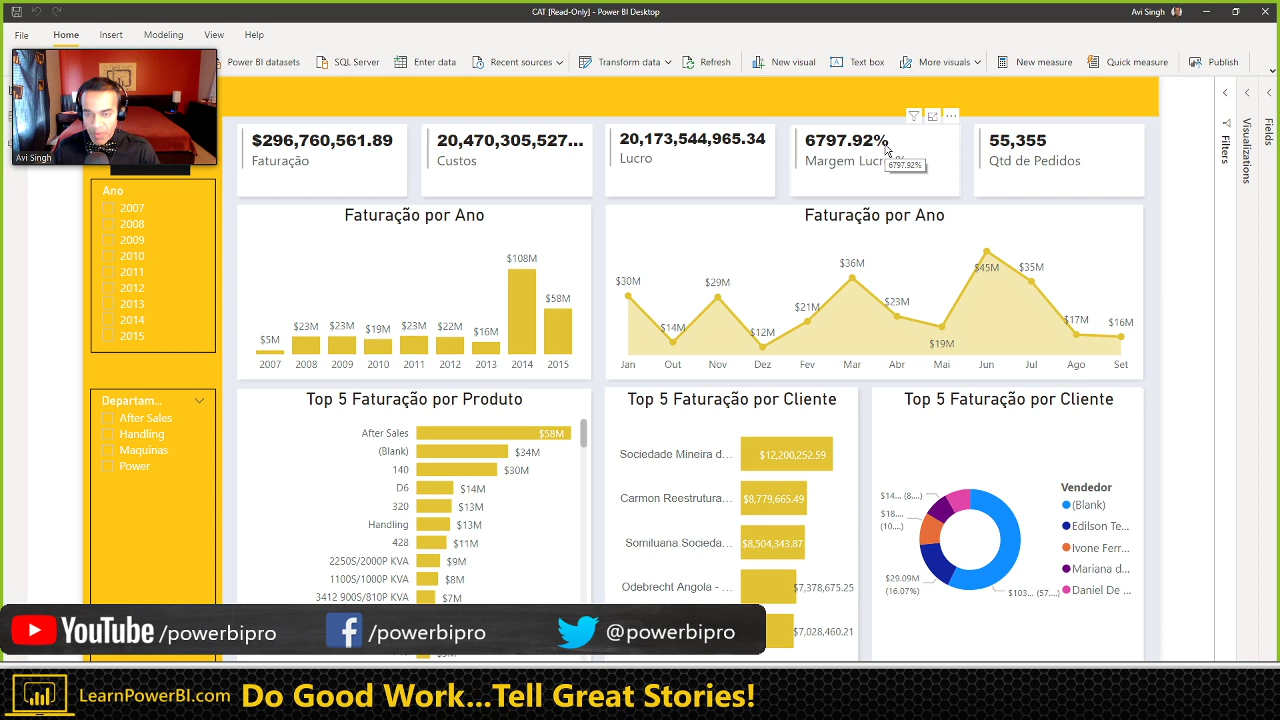 CAT [Read-Only] - Power BI Desktop
Avi Singh
File Home Insert Modeling View Help
Power BI datasets SQL Server Enter data Recent sources Transform data Refresh New visual Text box More visuals New measure Quick measure Publish
Avi Singh
$296,760,561.89
Faturação
20,470,305,527...
Custos
20,173,544,965.34
Lucro
6797.92%
Margem
6797.92%
55,355
Qtd de Pedidos
Filters
Visualizations
Fields
Ano
2007
2008
2009
2010
2011
2012
2013
2014
2015
Departam...
After Sales
Handling
Maquinas
Power
Faturação por Ano
$5M $23M $23M $19M $23M $22M $16M $108M $58M
2007 2008 2009 2010 2011 2012 2013 2014 2015
Faturação por Ano
$30M $14M $29M $12M $21M $36M $23M $19M $45M $35M $17M $16M
Jan Out Nov Dez Fev Mar Abr Mai Jun Jul Ago Set
Top 5 Faturação por Produto
After Sales $58M
(Blank) $34M
140 $30M
D6 $14M
320 $13M
Handling $13M
428 $11M
2250S/2000P KVA $9M
1100S/1000P KVA $8M
3412 900S/810P KVA $7M
Top 5 Faturação por Cliente
Sociedade Mineira d... $12,200,252.59
Carmon Reestrutura... $8,779,665.49
Somiluana Socieda... $8,504,343.87
Odebrecht Angola - ... $7,378,675.25
$7,028,460.21
Top 5 Faturação por Cliente
$14... (8....)
$18....
(10....)
$29.09M
(16.07%)
$103... (57....)
Vendedor
(Blank)
Edilson Te...
Ivone Ferr...
Mariana d...
Daniel De ...
YouTube /powerbipro /powerbipro @powerbipro
LearnPowerBI.com Do Good Work...Tell Great Stories!